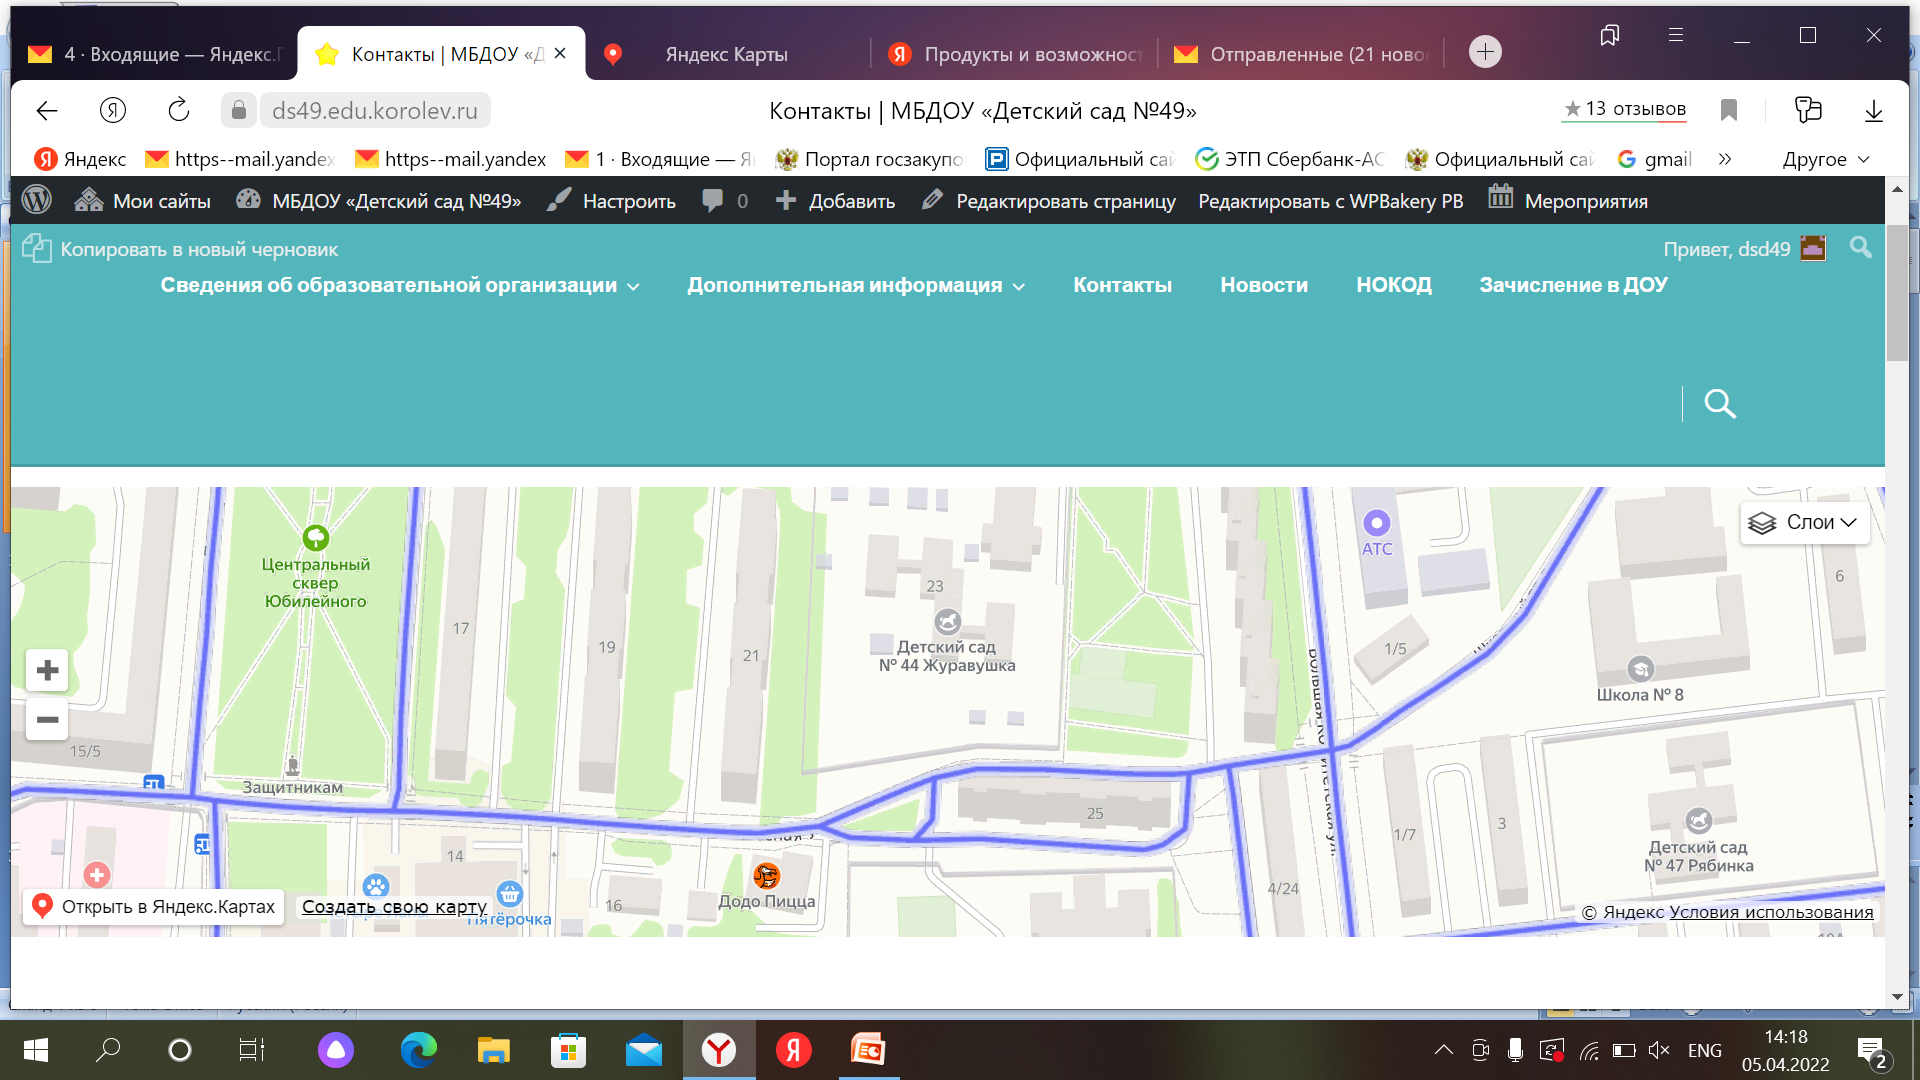 4 · Входящие — Яндекс.
Контакты | МБДОУ «Д
Яндекс Карты
Продукты и возможност
Отправленные (21 ново
ds49.edu.korolev.ru
Контакты | МБДОУ «Детский сад №49»
★ 13 отзывов
Яндекс
https--mail.yandex
https--mail.yandex
1 · Входящие — Я
Портал госзакупо
Официальный сай
ЭТП Сбербанк-АС
Официальный сай
gmail
»
Другое
Мои сайты
МБДОУ «Детский сад №49»
Настроить
0
Добавить
Редактировать страницу
Редактировать с WPBakery PB
Мероприятия
Копировать в новый черновик
Привет, dsd49
Сведения об образовательной организации
Дополнительная информация
Контакты
Новости
НОКОД
Зачисление в ДОУ
Слои
Центральный
сквер
Юбилейного
АТС
23
6
17
19
21
Детский сад
№ 44 Журавушка
1/5
Школа № 8
15/5
Защитникам
25
1/7
3
Детский сад
№ 47 Рябинка
14
16
Додо Пицца
4/24
Пятёрочка
Открыть в Яндекс.Картах
Создать свою карту
© Яндекс Условия использования
ENG
14:18
05.04.2022
2